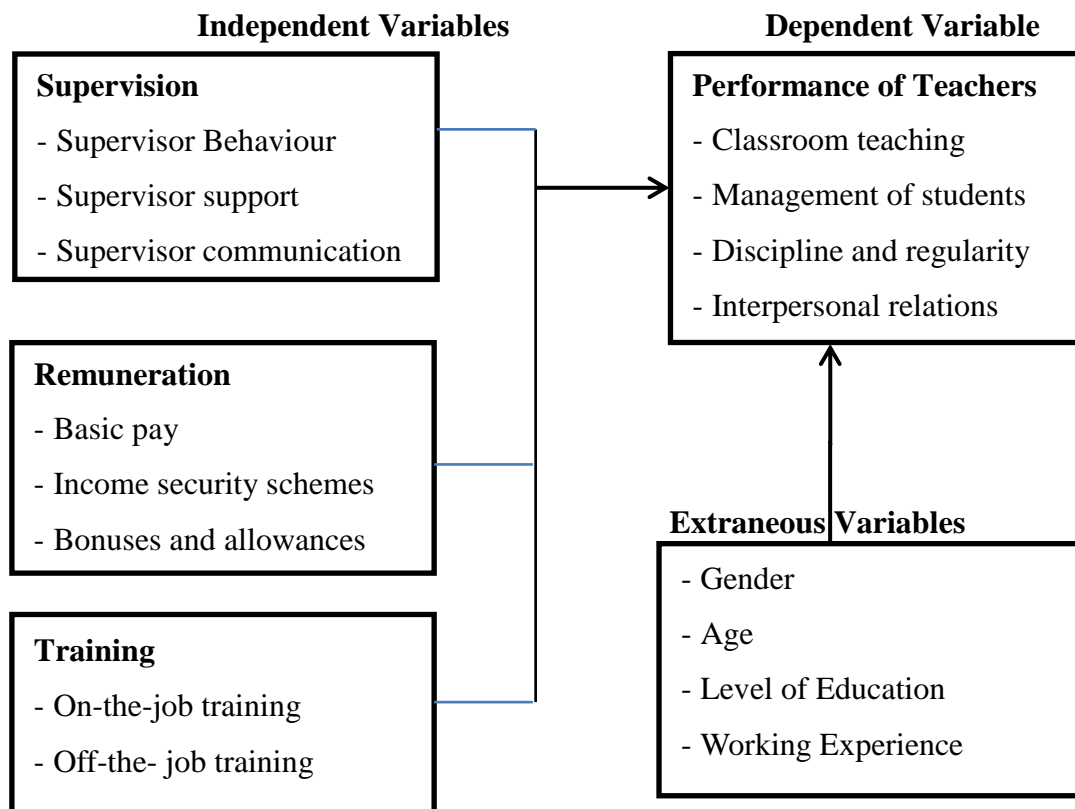 Independent Variables
Dependent Variable
Supervision
- Supervisor Behaviour
- Supervisor support
- Supervisor communication
Performance of Teachers
- Classroom teaching
- Management of students
- Discipline and regularity
- Interpersonal relations
Remuneration
- Basic pay
- Income security schemes
- Bonuses and allowances
Extraneous Variables
- Gender
- Age
- Level of Education
- Working Experience
Training
- On-the-job training
- Off-the- job training